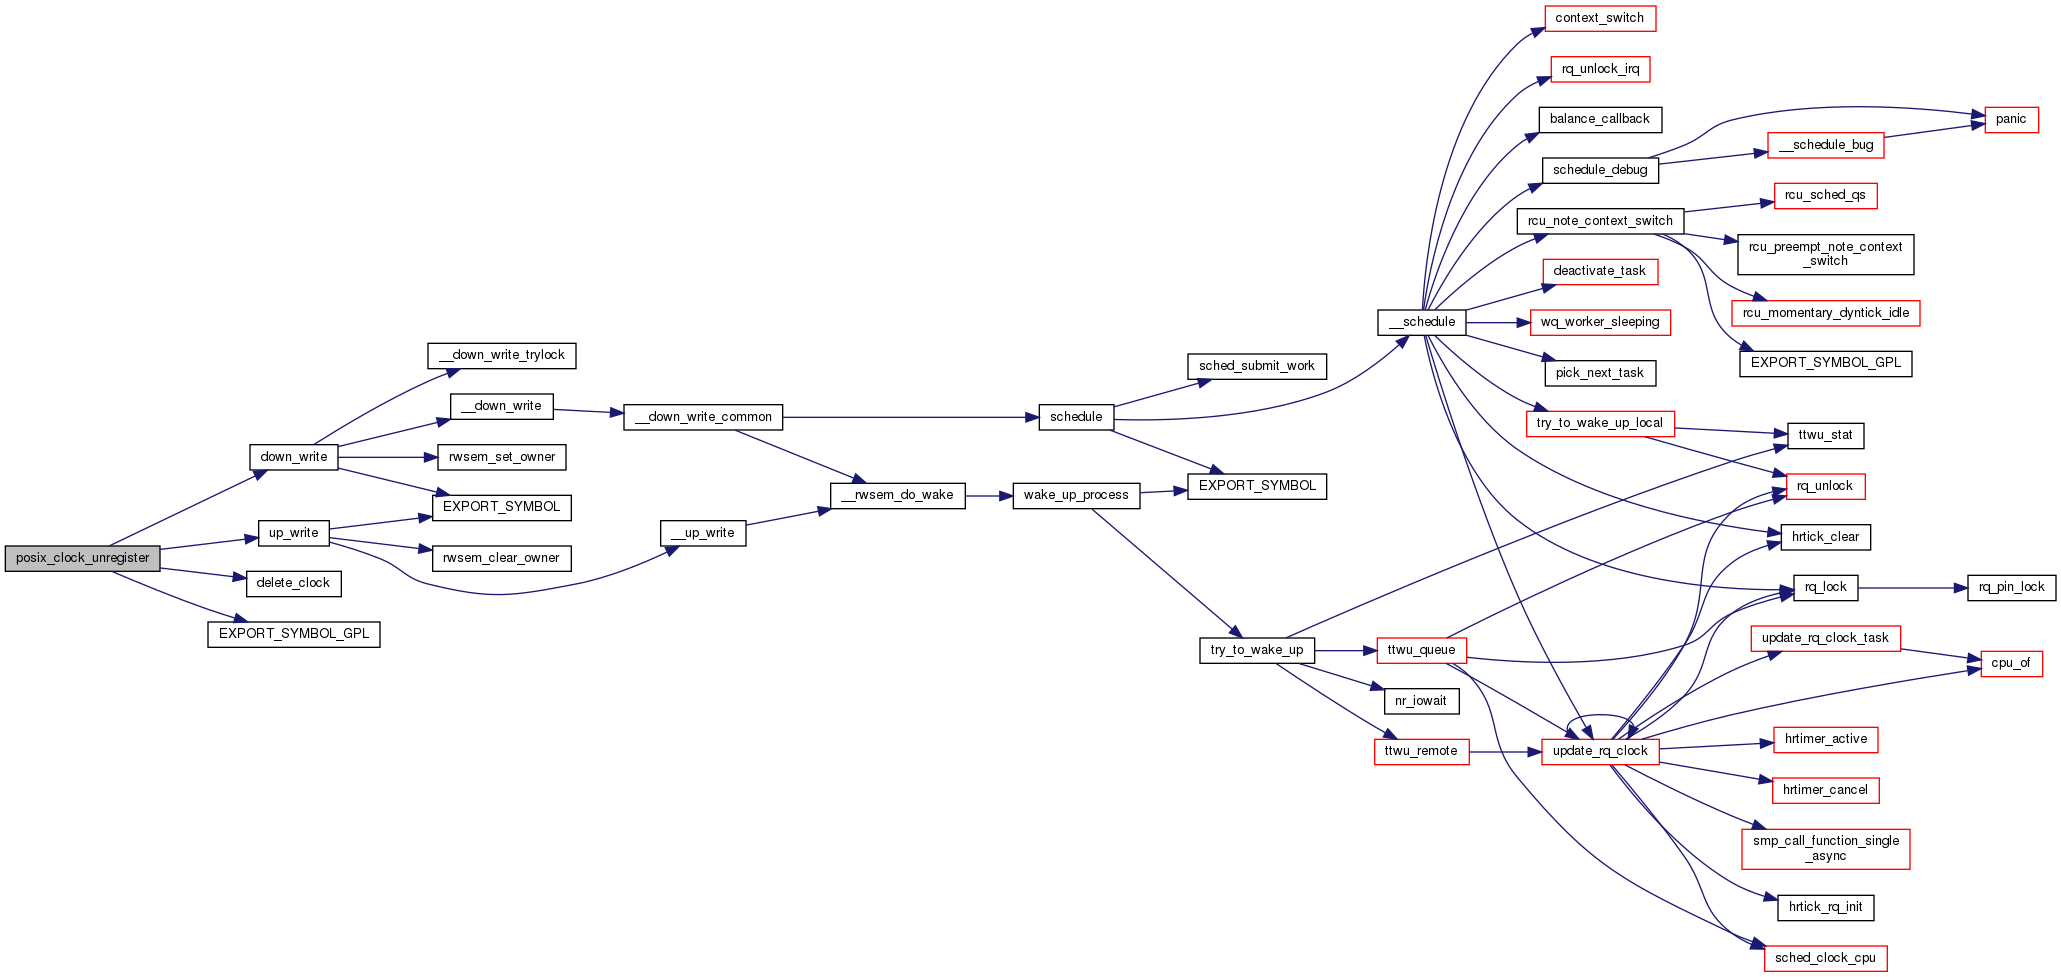 context_switch
rq_unlock_irq
balance_callback
panic
__schedule_bug
schedule_debug
rcu_sched_qs
rcu_note_context_switch
rcu_preempt_note_context
_switch
deactivate_task
rcu_momentary_dyntick_idle
__schedule
wq_worker_sleeping
__down_write_trylock
sched_submit_work
pick_next_task
EXPORT_SYMBOL_GPL
__down_write
__down_write_common
schedule
try_to_wake_up_local
ttwu_stat
down_write
rwsem_set_owner
EXPORT_SYMBOL
__rwsem_do_wake
wake_up_process
EXPORT_SYMBOL
rq_unlock
up_write
__up_write
hrtick_clear
posix_clock_unregister
rwsem_clear_owner
delete_clock
rq_lock
rq_pin_lock
EXPORT_SYMBOL_GPL
try_to_wake_up
ttwu_queue
update_rq_clock_task
cpu_of
nr_iowait
ttwu_remote
update_rq_clock
hrtimer_active
hrtimer_cancel
smp_call_function_single
_async
hrtick_rq_init
sched_clock_cpu